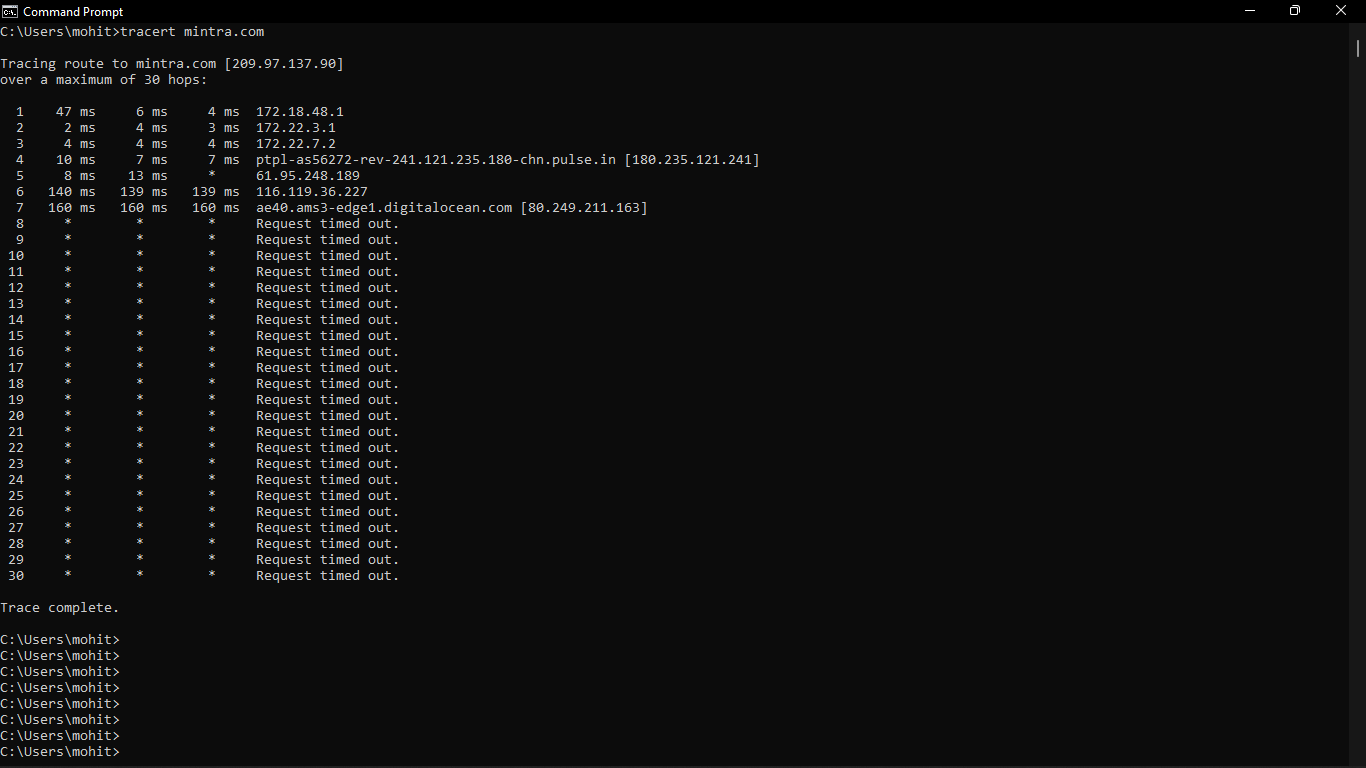 Command Prompt
C:\Users\mohit>tracert mintra.com
Tracing route to mintra.com [209.97.137.90]
over a maximum of 30 hops:
1 47 ms 6 ms 4 ms 172.18.48.1
2 2 ms 4 ms 3 ms 172.22.3.1
3 4 ms 4 ms 4 ms 172.22.7.2
4 10 ms 7 ms 7 ms ptpl-as56272-rev-241.121.235.180-chn.pulse.in [180.235.121.241]
5 8 ms 13 ms * 61.95.248.189
6 140 ms 139 ms 139 ms 116.119.36.227
7 160 ms 160 ms 160 ms ae40.ams3-edge1.digitalocean.com [80.249.211.163]
8 * * * Request timed out.
9 * * * Request timed out.
10 * * * Request timed out.
11 * * * Request timed out.
12 * * * Request timed out.
13 * * * Request timed out.
14 * * * Request timed out.
15 * * * Request timed out.
16 * * * Request timed out.
17 * * * Request timed out.
18 * * * Request timed out.
19 * * * Request timed out.
20 * * * Request timed out.
21 * * * Request timed out.
22 * * * Request timed out.
23 * * * Request timed out.
24 * * * Request timed out.
25 * * * Request timed out.
26 * * * Request timed out.
27 * * * Request timed out.
28 * * * Request timed out.
29 * * * Request timed out.
30 * * * Request timed out.
Trace complete.
C:\Users\mohit>
C:\Users\mohit>
C:\Users\mohit>
C:\Users\mohit>
C:\Users\mohit>
C:\Users\mohit>
C:\Users\mohit>
C:\Users\mohit>